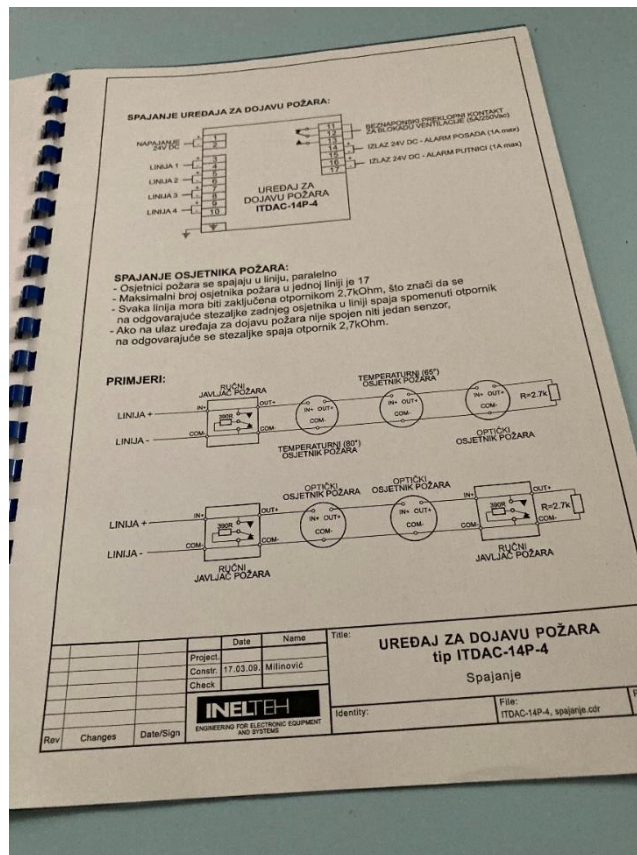 SPAJANJE UREĐAJA ZA DOJAVU POŽARA:
NAPAJANJE
24V DC
+ 1
- 2
LINIJA 1
+ 3
- 4
LINIJA 2
+ 5
- 6
LINIJA 3
+ 7
- 8
LINIJA 4
+ 9
- 10
UREĐAJ ZA
DOJAVU POŽARA
ITDAC-14P-4
11
12
13
14 +
15 -
16 +
17 -
BEZNAPONSKI PREKLOPNI KONTAKT
ZA BLOKADU VENTILACIJE (5A/250Vac)
IZLAZ 24V DC - ALARM POSADA (1A max)
IZLAZ 24V DC - ALARM PUTNICI (1A max)
SPAJANJE OSJETNIKA POŽARA:
- Osjetnici požara se spajaju u liniju, paralelno
- Maksimalni broj osjetnika požara u jednoj liniji je 17
- Svaka linija mora biti zaključena otpornikom 2,7kOhm, što znači da se
na odgovarajuće stezaljke zadnjeg osjetnika u liniji spaja spomenuti otpornik
- Ako na ulaz uređaja za dojavu požara nije spojen niti jedan senzor,
na odgovarajuće se stezaljke spaja otpornik 2,7kOhm.
PRIMJERI:
RUČNI
JAVLJAČ POŽARA
TEMPERATURNI (65°)
OSJETNIK POŽARA
LINIJA +
IN+
OUT+
390R
IN+ OUT+
COM-
IN+ OUT+
COM-
IN+ OUT+
COM-
R=2.7k
LINIJA -
COM-
COM-
TEMPERATURNI (80°)
OSJETNIK POŽARA
OPTIČKI
OSJETNIK POŽARA
OPTIČKI
OSJETNIK POŽARA
OPTIČKI
OSJETNIK POŽARA
LINIJA +
IN+
OUT+
390R
IN+ OUT+
COM-
IN+ OUT+
COM-
IN+
OUT+
390R
R=2.7k
LINIJA -
COM-
COM-
COM-
COM-
RUČNI
JAVLJAČ POŽARA
RUČNI
JAVLJAČ POŽARA
Date
Name
Project.
Constr. 17.03.09. Milinović
Check
Rev
Changes
Date/Sign
INELTEH
ENGINEERING FOR ELECTRONIC EQUIPMENT
AND SYSTEMS
Title:
UREĐAJ ZA DOJAVU POŽARA
tip ITDAC-14P-4
Spajanje
Identity:
File:
ITDAC-14P-4, spajanje.cdr